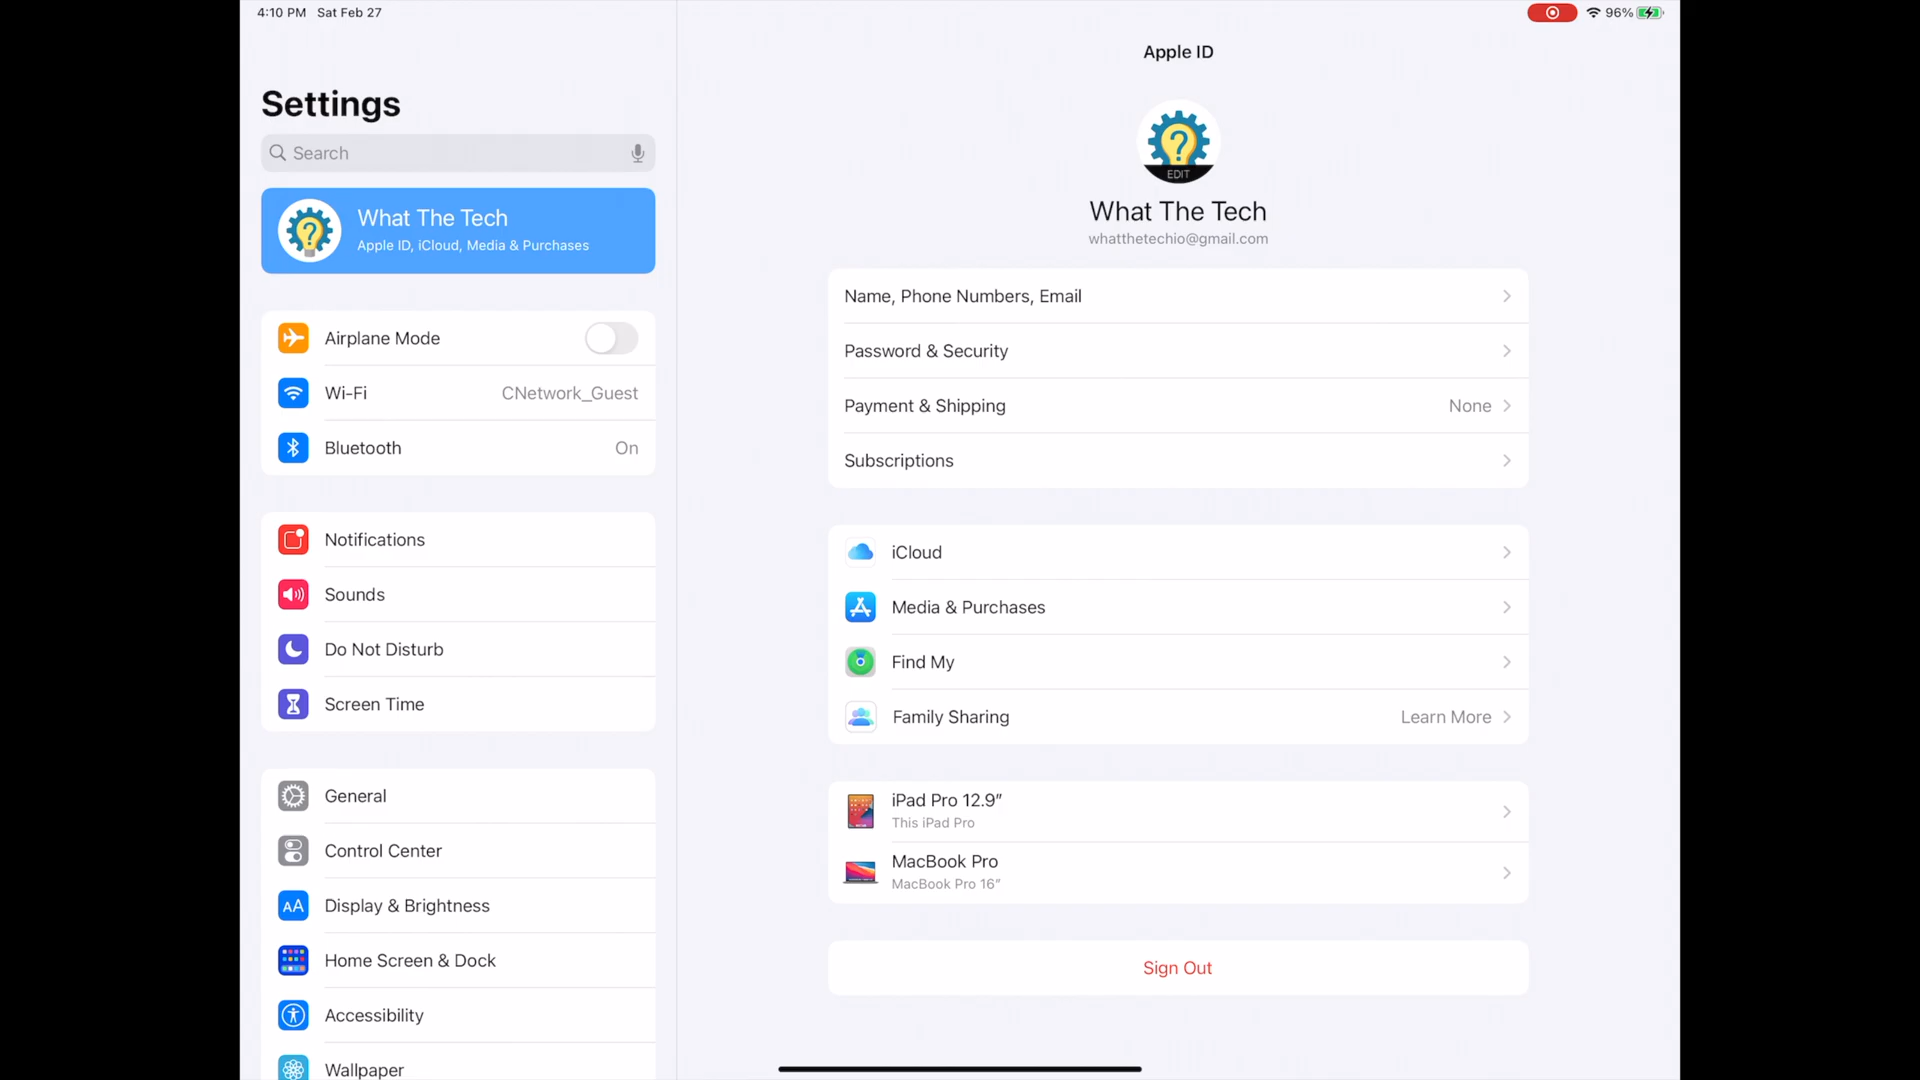 4:10 PM Sat Feb 27
96%
Settings
Search
What The Tech
Apple ID, iCloud, Media & Purchases
Airplane Mode
Wi-Fi CNetwork_Guest
Bluetooth On
Notifications
Sounds
Do Not Disturb
Screen Time
General
Control Center
AA Display & Brightness
Home Screen & Dock
Accessibility
Wallpaper
Apple ID
?
EDIT
What The Tech
whatthetechio@gmail.com
Name, Phone Numbers, Email
Password & Security
Payment & Shipping None
Subscriptions
iCloud
Media & Purchases
Find My
Family Sharing Learn More
iPad Pro 12.9″
This iPad Pro
MacBook Pro
MacBook Pro 16″
Sign Out